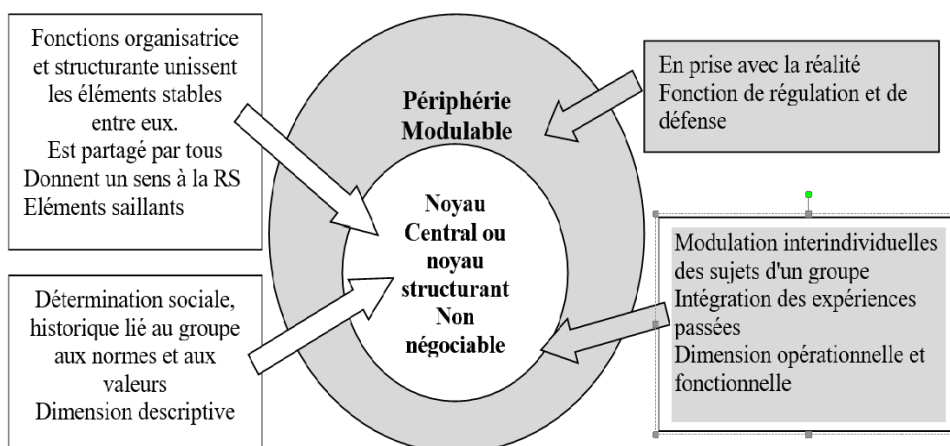 Fonctions organisatrice
et structurante unissent
les éléments stables
entre eux.
Est partagé par tous
Donnent un sens à la RS
Eléments saillants
Détermination sociale,
historique lié au groupe
aux normes et aux
valeurs
Dimension descriptive
Périphérie
Modulable
Noyau
Central ou
noyau
structurant
Non
négociable
En prise avec la réalité
Fonction de régulation et de
défense
Modulation interindividuelles
des sujets d'un groupe
Intégration des expériences
passées
Dimension opérationnelle et
fonctionnelle